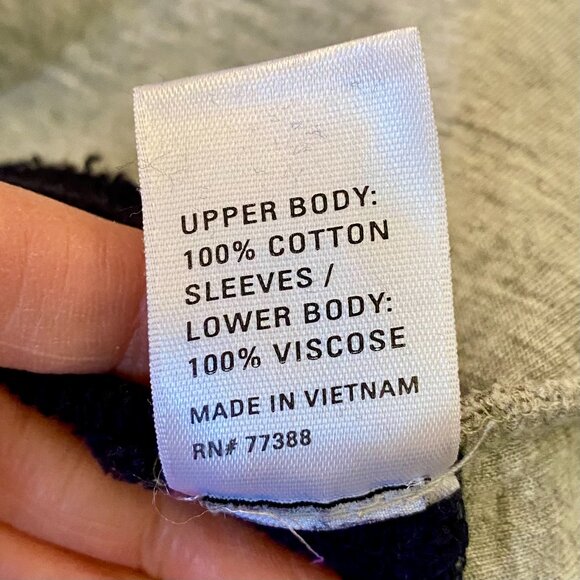 UPPER BODY:
100% COTTON
SLEEVES /
LOWER BODY:
100% VISCOSE
MADE IN VIETNAM
RN# 77388